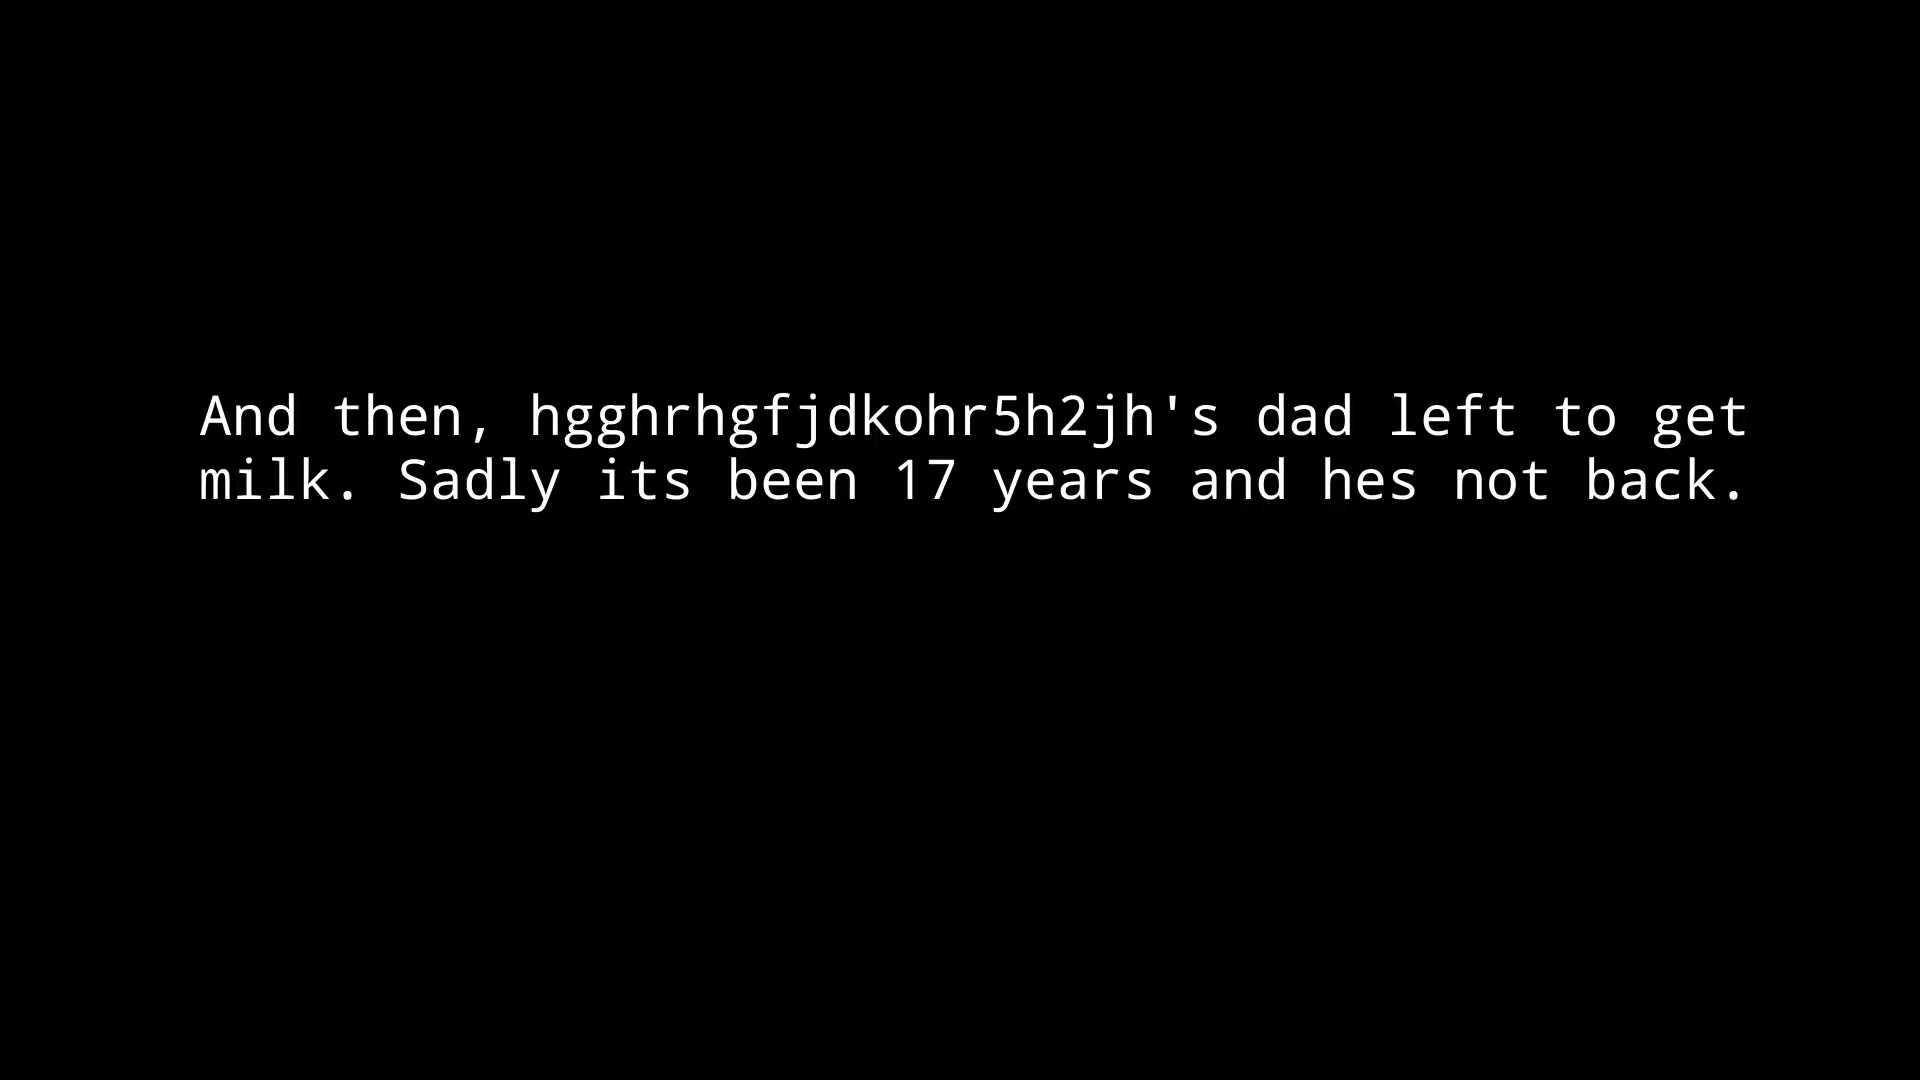 And then, hgghrhgfjdkohr5h2jh's dad left to get
milk. Sadly its been 17 years and hes not back.